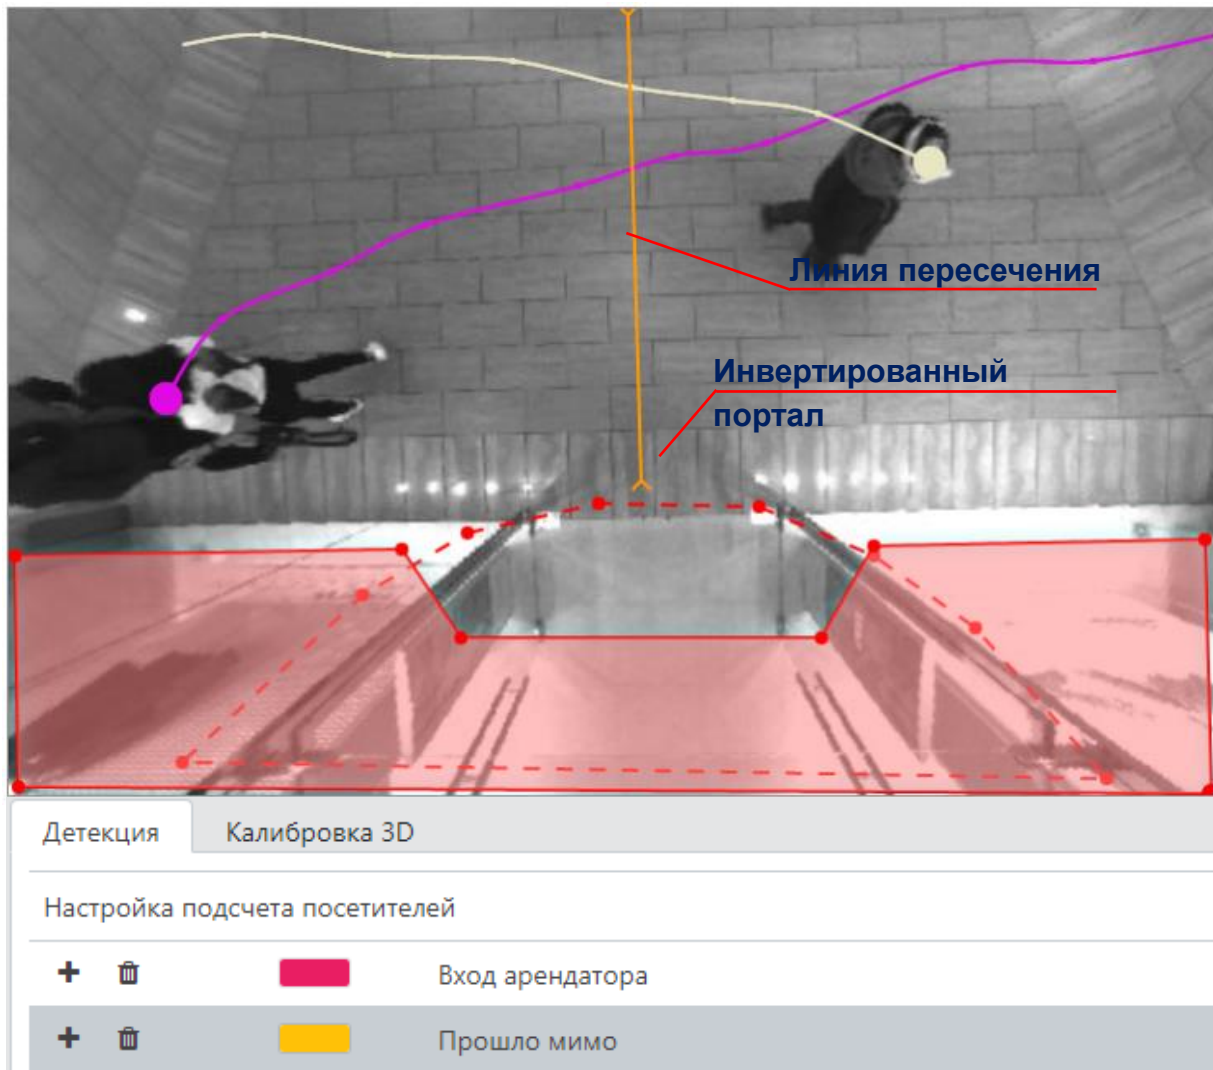 Линия пересечения
Инвертированный
портал
Детекция
Калибровка 3D
Настройка подсчета посетителей
Вход арендатора
Прошло мимо